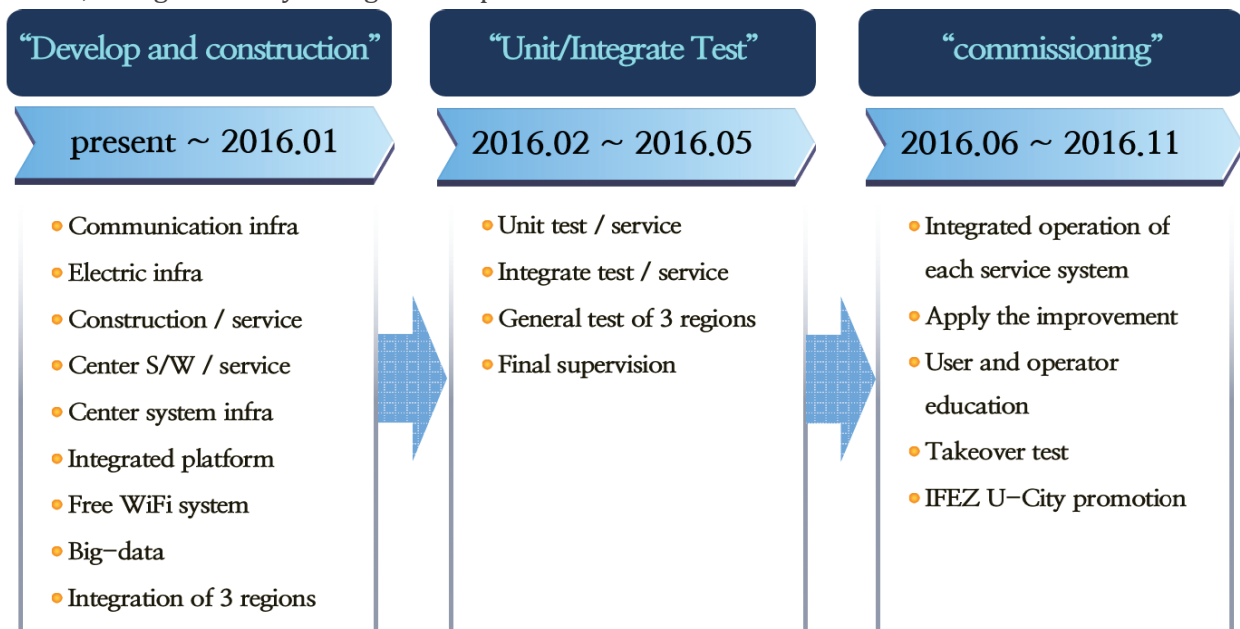 “Develop and construction”
present ~ 2016.01
Communication infra
Electric infra
Construction / service
Center S/W / service
Center system infra
Integrated platform
Free WiFi system
Big-data
Integration of 3 regions
“Unit/Integrate Test”
2016.02 ~ 2016.05
Unit test / service
Integrate test / service
General test of 3 regions
Final supervision
“commissioning”
2016.06 ~ 2016.11
Integrated operation of
each service system
Apply the improvement
User and operator
education
Takeover test
IFEZ U-City promotion